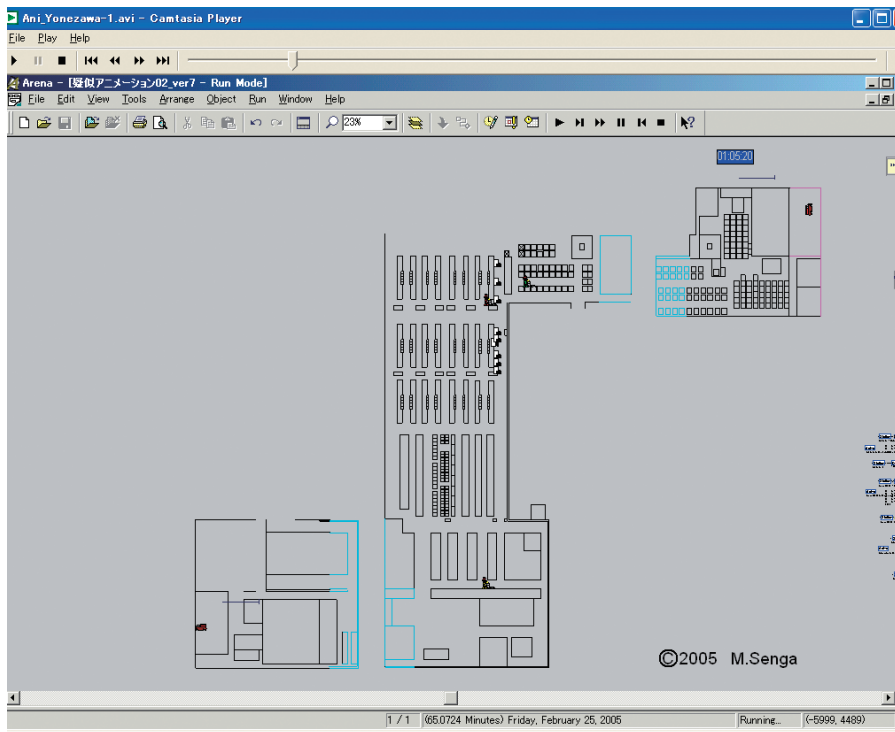 Ani_Yonezawa-1.avi - Camtasia Player
File Play Help
Arena - [疑似アニメーション02_ver7 - Run Mode]
File Edit View Tools Arrange Object Run Window Help
23%
01:05:20
©2005 M.Senga
1 / 1 (65.0724 Minutes) Friday, February 25, 2005 Running... (-5999, 4489)